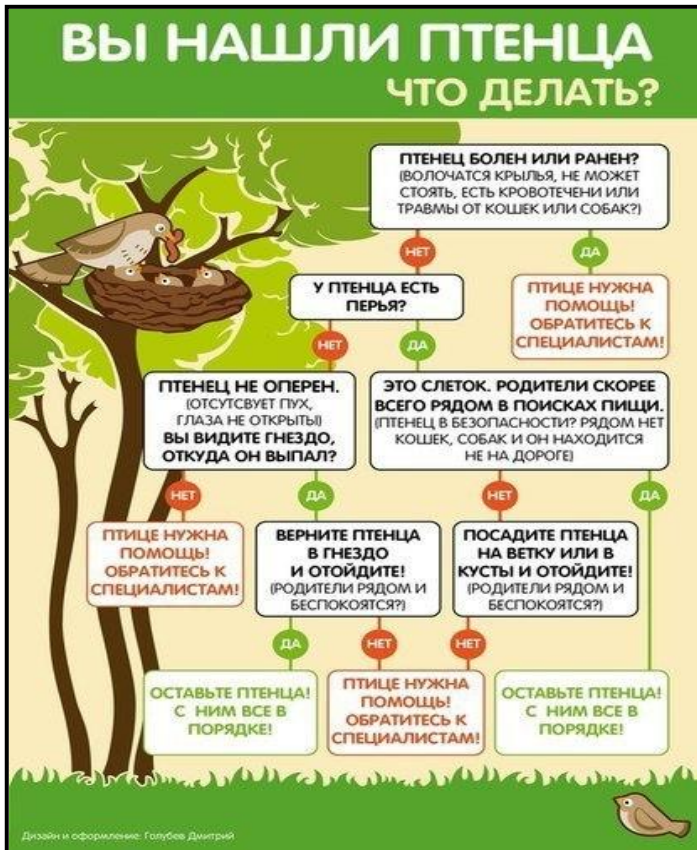 ВЫ НАШЛИ ПТЕНЦА
ЧТО ДЕЛАТЬ?
ПТЕНЕЦ БОЛЕН ИЛИ РАНЕН?
(ВОЛОЧАТСЯ КРЫЛЬЯ, НЕ МОЖЕТ
СТОЯТЬ, ЕСТЬ КРОВОТЕЧЕНИ ИЛИ
ТРАВМЫ ОТ КОШЕК ИЛИ СОБАК?)
НЕТ
ДА
У ПТЕНЦА ЕСТЬ
ПЕРЬЯ?
ПТИЦЕ НУЖНА
ПОМОЩЬ!
ОБРАТИТЕСЬ К
СПЕЦИАЛИСТАМ!
НЕТ
ДА
ПТЕНЕЦ НЕ ОПЕРЕН.
(ОТСУТСВУЕТ ПУХ,
ГЛАЗА НЕ ОТКРЫТЫ)
ВЫ ВИДИТЕ ГНЕЗДО,
ОТКУДА ОН ВЫПАЛ?
ЭТО СЛЕТОК. РОДИТЕЛИ СКОРЕЕ
ВСЕГО РЯДОМ В ПОИСКАХ ПИЩИ.
(ПТЕНЕЦ В БЕЗОПАСНОСТИ? РЯДОМ НЕТ
КОШЕК, СОБАК И ОН НАХОДИТСЯ
НЕ НА ДОРОГЕ)
НЕТ
ДА
НЕТ
ДА
ПТИЦЕ НУЖНА
ПОМОЩЬ!
ОБРАТИТЕСЬ К
СПЕЦИАЛИСТАМ!
ВЕРНИТЕ ПТЕНЦА
В ГНЕЗДО
И ОТОЙДИТЕ!
(РОДИТЕЛИ РЯДОМ И
БЕСПОКОЯТСЯ?)
ПОСАДИТЕ ПТЕНЦА
НА ВЕТКУ ИЛИ В
КУСТЫ И ОТОЙДИТЕ!
(РОДИТЕЛИ РЯДОМ И
БЕСПОКОЯТСЯ?)
ДА
НЕТ
НЕТ
ОСТАВЬТЕ ПТЕНЦА!
С НИМ ВСЕ В
ПОРЯДКЕ!
ПТИЦЕ НУЖНА
ПОМОЩЬ!
ОБРАТИТЕСЬ К
СПЕЦИАЛИСТАМ!
ОСТАВЬТЕ ПТЕНЦА!
С НИМ ВСЕ В
ПОРЯДКЕ!
Дизайн и оформление: Голубев Дмитрий